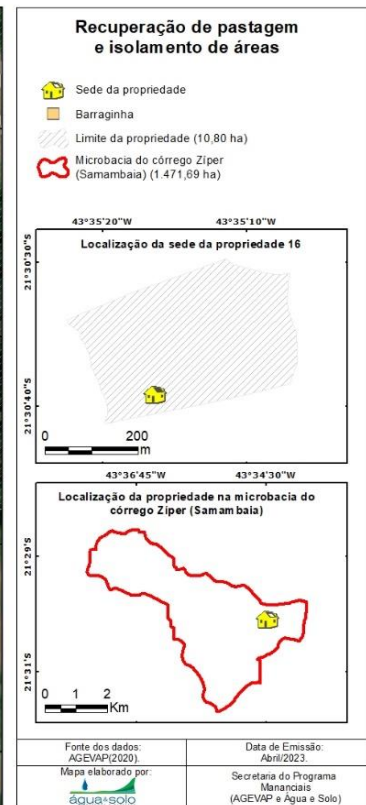 Recuperação de pastagem
e isolamento de áreas
Sede da propriedade
Barraginha
Limite da propriedade (10,80 ha)
Microbacia do córrego Zíper
(Samambaia) (1.471,69 ha)
43°35'20"W 43°35'10"W
Localização da sede da propriedade 16
21°30'30"S
21°30'40"S
0 200
m
43°36'45"W 43°34'30"W
Localização da propriedade na microbacia do
córrego Zíper (Samambaia)
21°29'S
21°31'S
0 1 2
Km
Fonte dos dados:
AGEVAP(2020).
Data de Emissão:
Abril/2023.
Mapa elaborado por:
água&solo
Secretaria do Programa
Mananciais
(AGEVAP e Água e Solo)